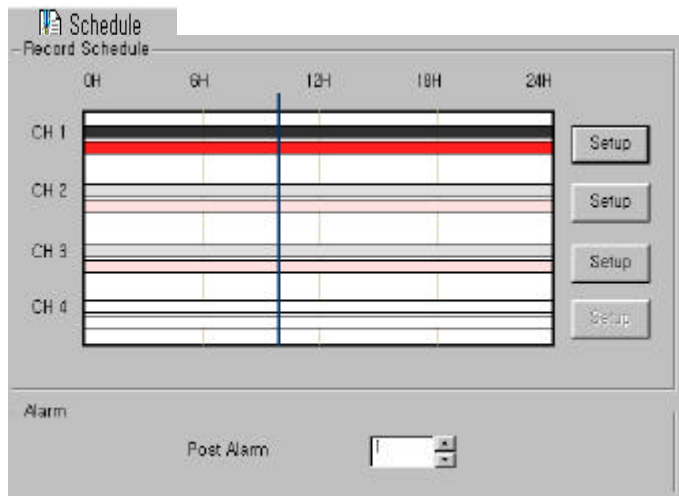 Schedule
Record Schedule
0H 6H 12H 18H 24H
CH 1 Setup
CH 2 Setup
CH 3 Setup
CH 4 Setup
Alarm
Post Alarm